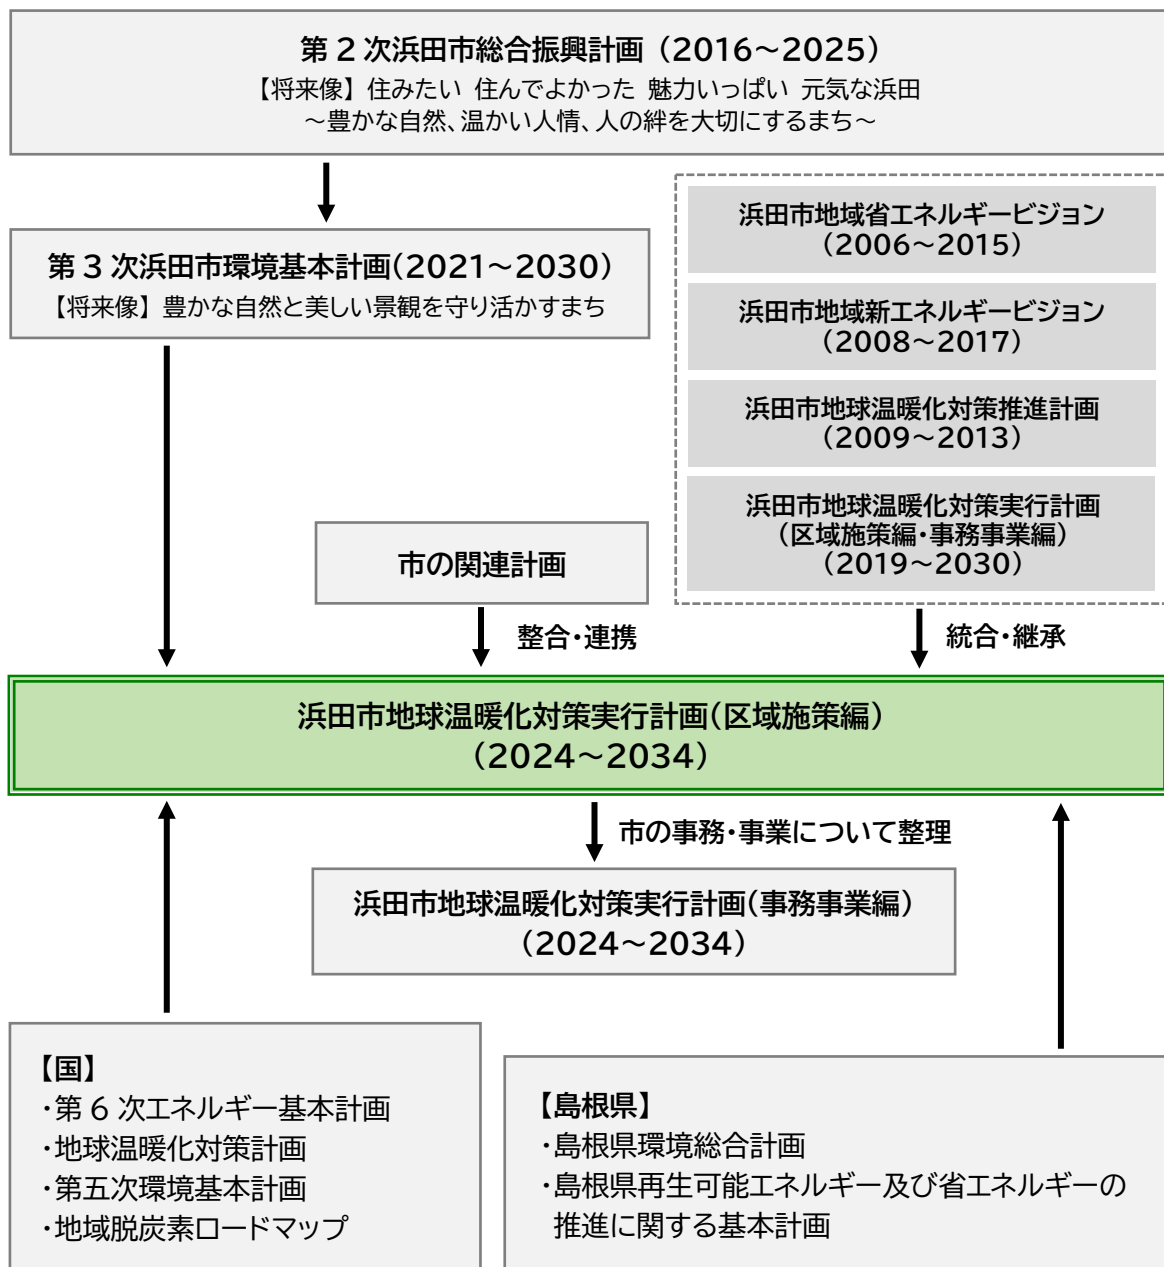 第2次浜田市総合振興計画（2016～2025）
【将来像】住みたい 住んでよかった 魅力いっぱい 元気な浜田
～豊かな自然、温かい人情、人の絆を大切にするまち～
第3次浜田市環境基本計画（2021～2030）
【将来像】豊かな自然と美しい景観を守り活かすまち
浜田市地域省エネルギービジョン
（2006～2015）
浜田市地域新エネルギービジョン
（2008～2017）
浜田市地球温暖化対策推進計画
（2009～2013）
浜田市地球温暖化対策実行計画
（区域施策編・事務事業編）
（2019～2030）
市の関連計画
整合・連携
統合・継承
浜田市地球温暖化対策実行計画（区域施策編）
（2024～2034）
市の事務・事業について整理
浜田市地球温暖化対策実行計画（事務事業編）
（2024～2034）
【国】
・第6次エネルギー基本計画
・地球温暖化対策計画
・第五次環境基本計画
・地域脱炭素ロードマップ
【島根県】
・島根県環境総合計画
・島根県再生可能エネルギー及び省エネルギーの
推進に関する基本計画